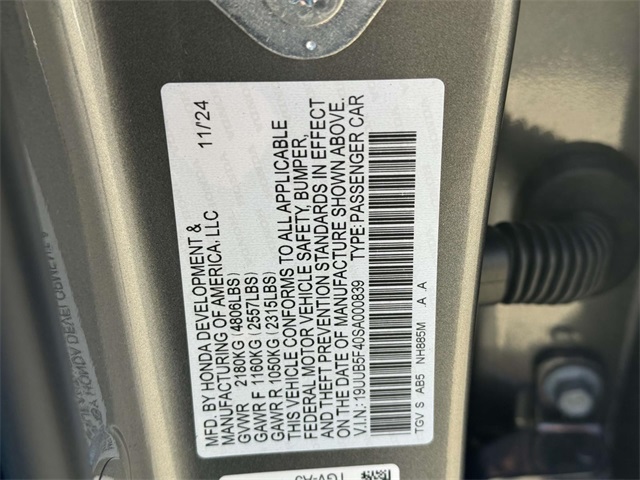 MFD. BY HONDA DEVELOPMENT & 11/'24
MANUFACTURING OF AMERICA, LLC
GVWR 2180KG (4806LBS)
GAWR F 1160KG (2557LBS)
GAWR R 1050KG (2315LBS)
THIS VEHICLE CONFORMS TO ALL APPLICABLE
FEDERAL MOTOR VEHICLE SAFETY, BUMPER,
AND THEFT PREVENTION STANDARDS IN EFFECT
ON THE DATE OF MANUFACTURE SHOWN ABOVE.
V.I.N.: 19UUB5F40SA000839 TYPE:PASSENGER CAR
TGV S AB5 NH885M A .A
TGV-A5